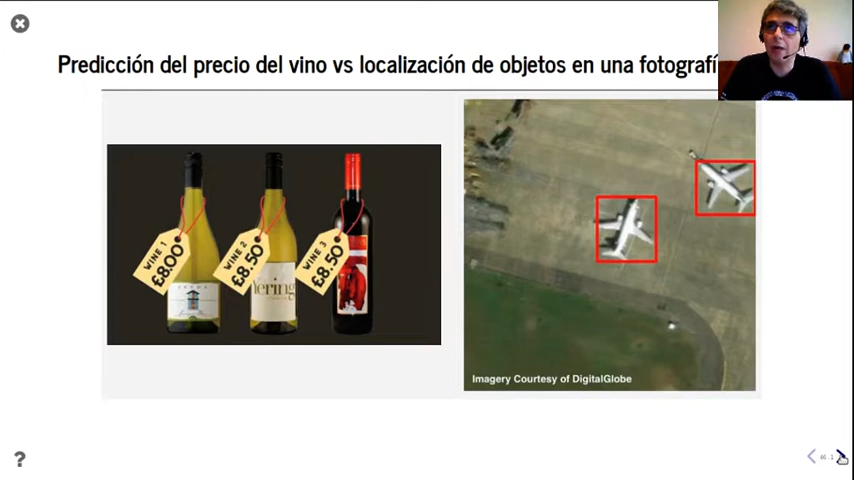 Predicción del precio del vino vs localización de objetos en una fotografí
WINE 1
£8.00
WINE 2
£8.50
WINE 3
£8.50
Yering
Imagery Courtesy of DigitalGlobe
?